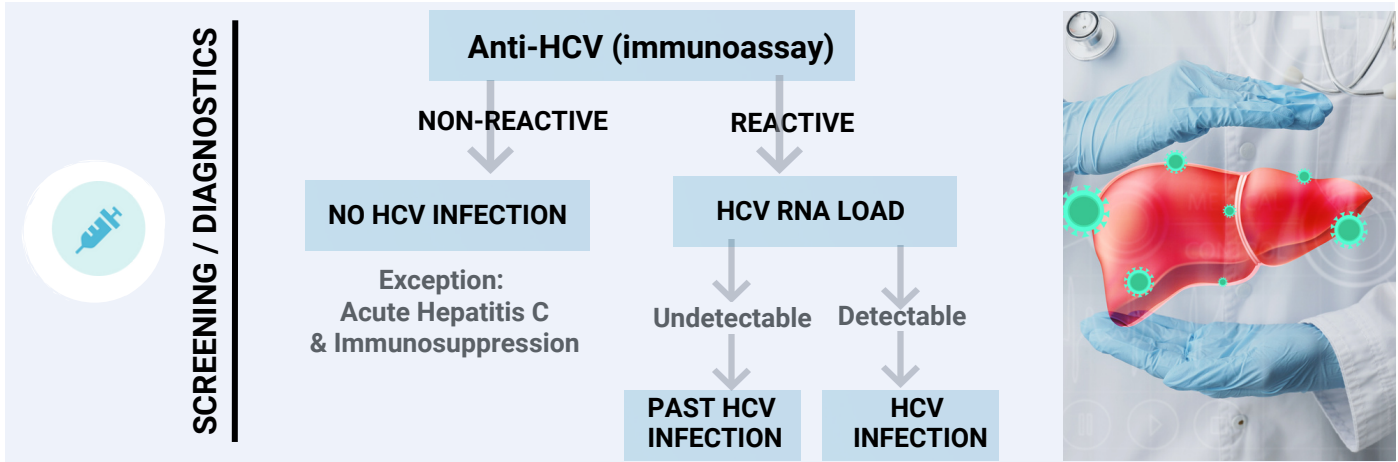 SCREENING / DIAGNOSTICS
Anti-HCV (immunoassay)
NON-REACTIVE
REACTIVE
NO HCV INFECTION
HCV RNA LOAD
Exception:
Acute Hepatitis C
& Immunosuppression
Undetectable
Detectable
PAST HCV
INFECTION
HCV
INFECTION